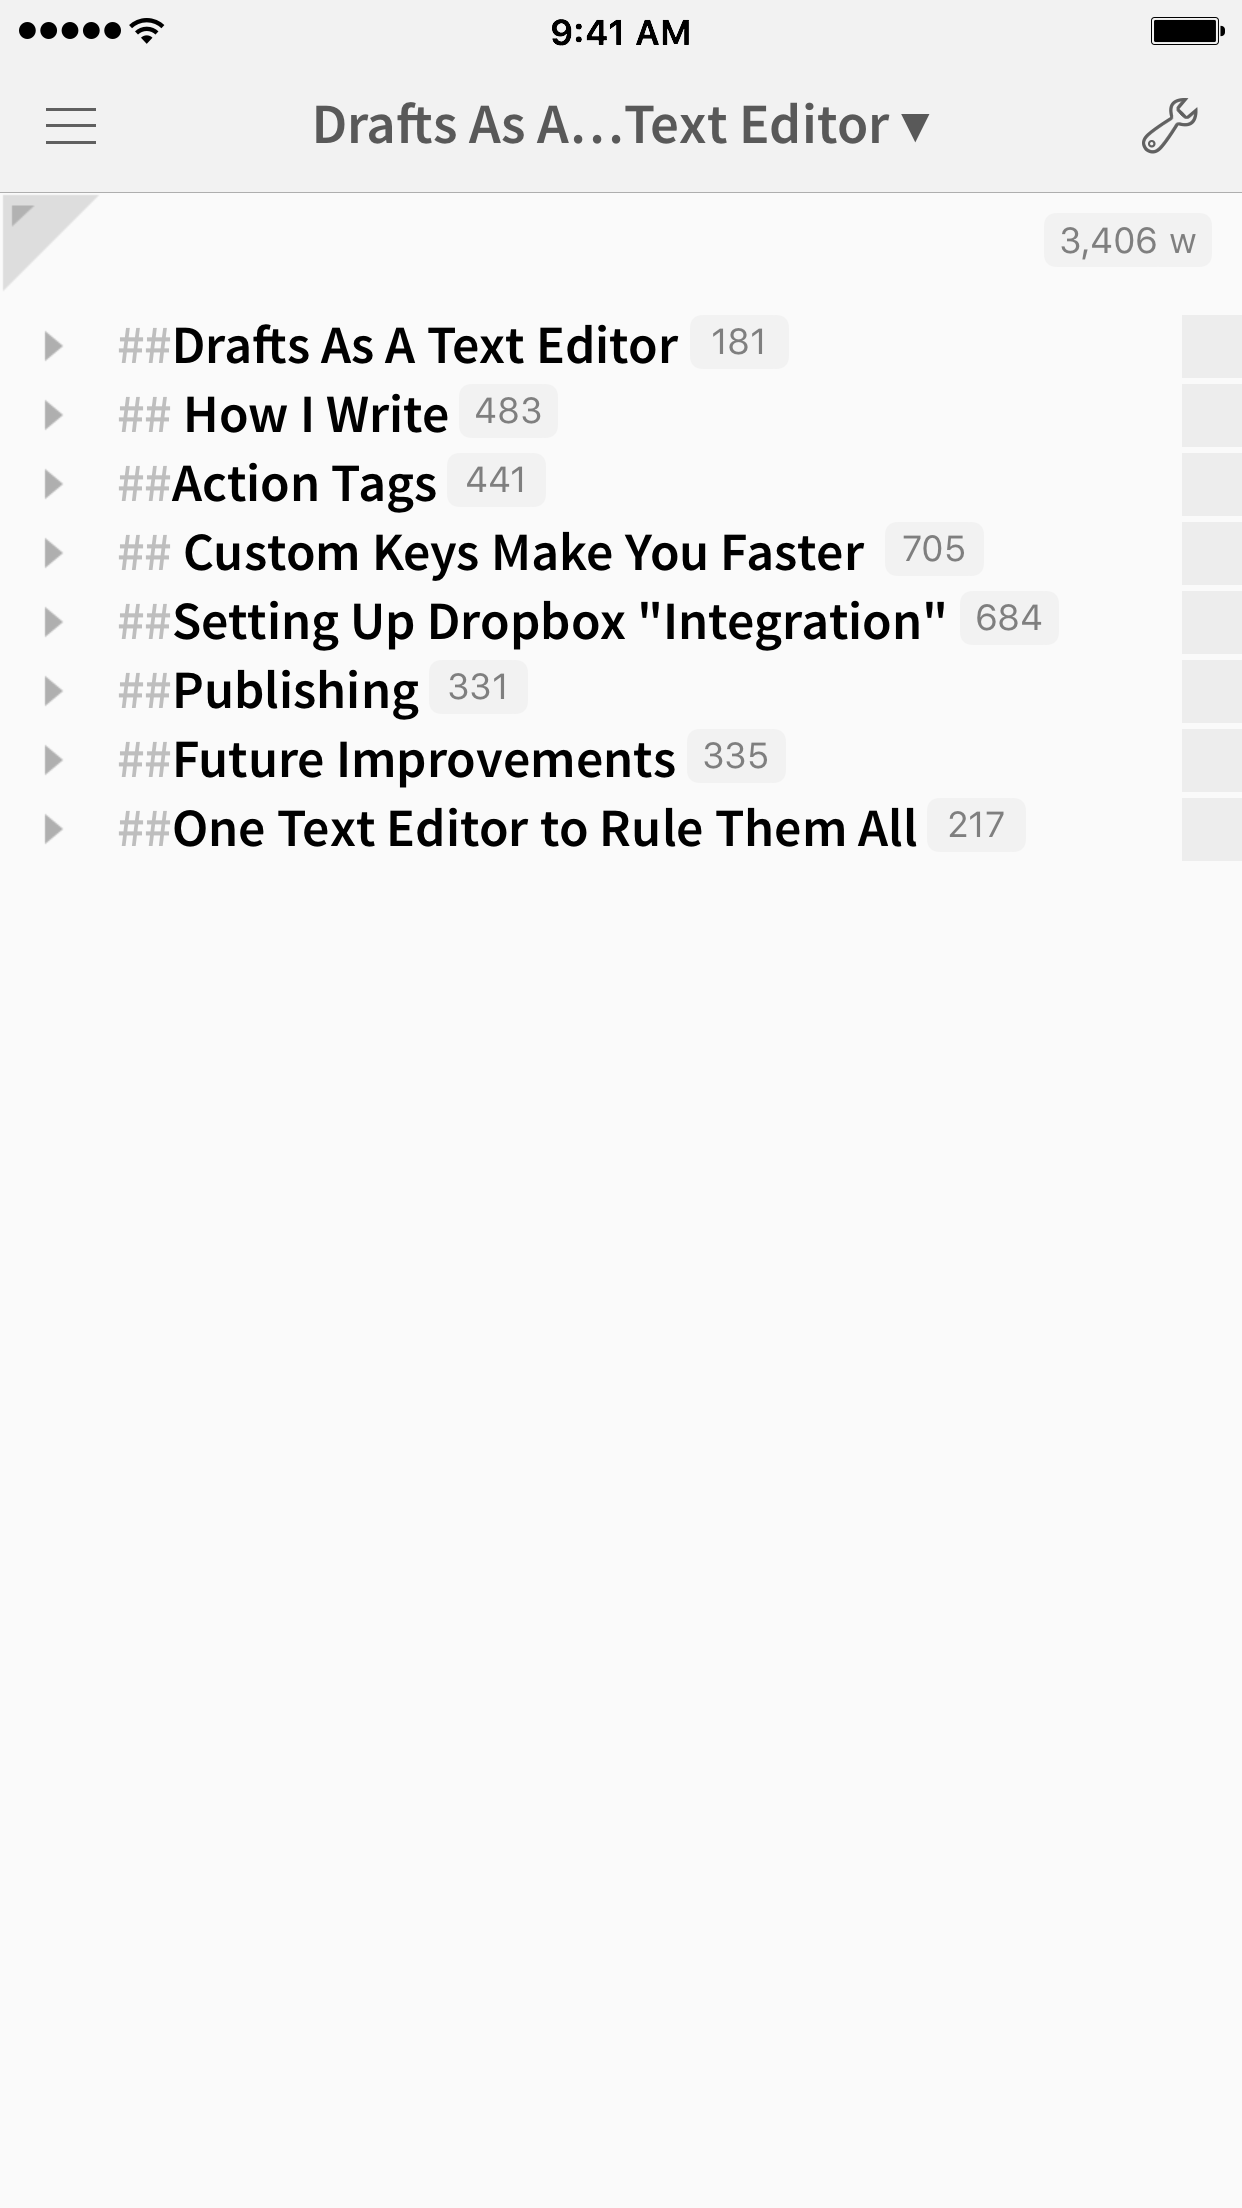 9:41 AM
Drafts As A…Text Editor ▼
3,406 w
##Drafts As A Text Editor 181
## How I Write 483
##Action Tags 441
## Custom Keys Make You Faster 705
##Setting Up Dropbox "Integration" 684
##Publishing 331
##Future Improvements 335
##One Text Editor to Rule Them All 217